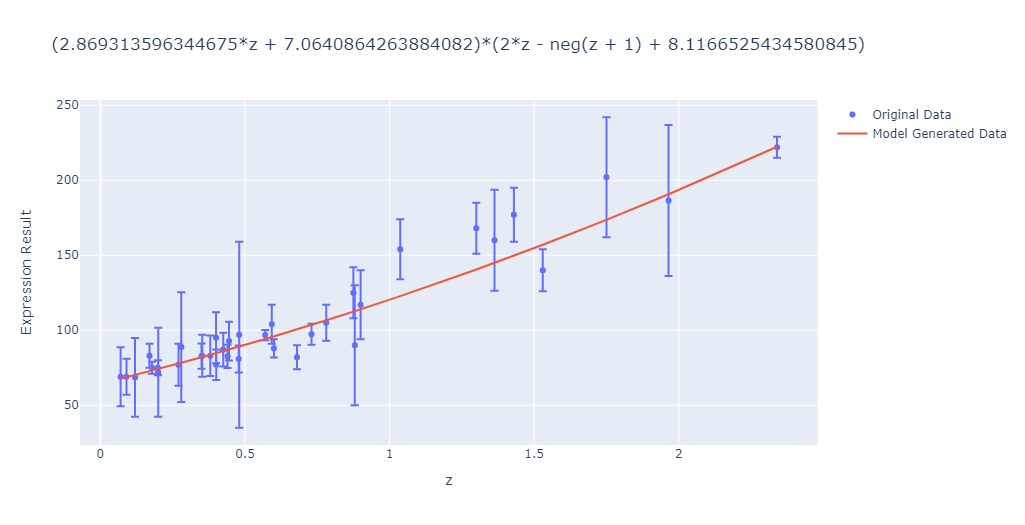 (2.869313596344675*z + 7.0640864263884082)*(2*z - neg(z + 1) + 8.1166525434580845)
250
200
150
100
50
0
0.5
1
1.5
2
z
Expression Result
Original Data
Model Generated Data